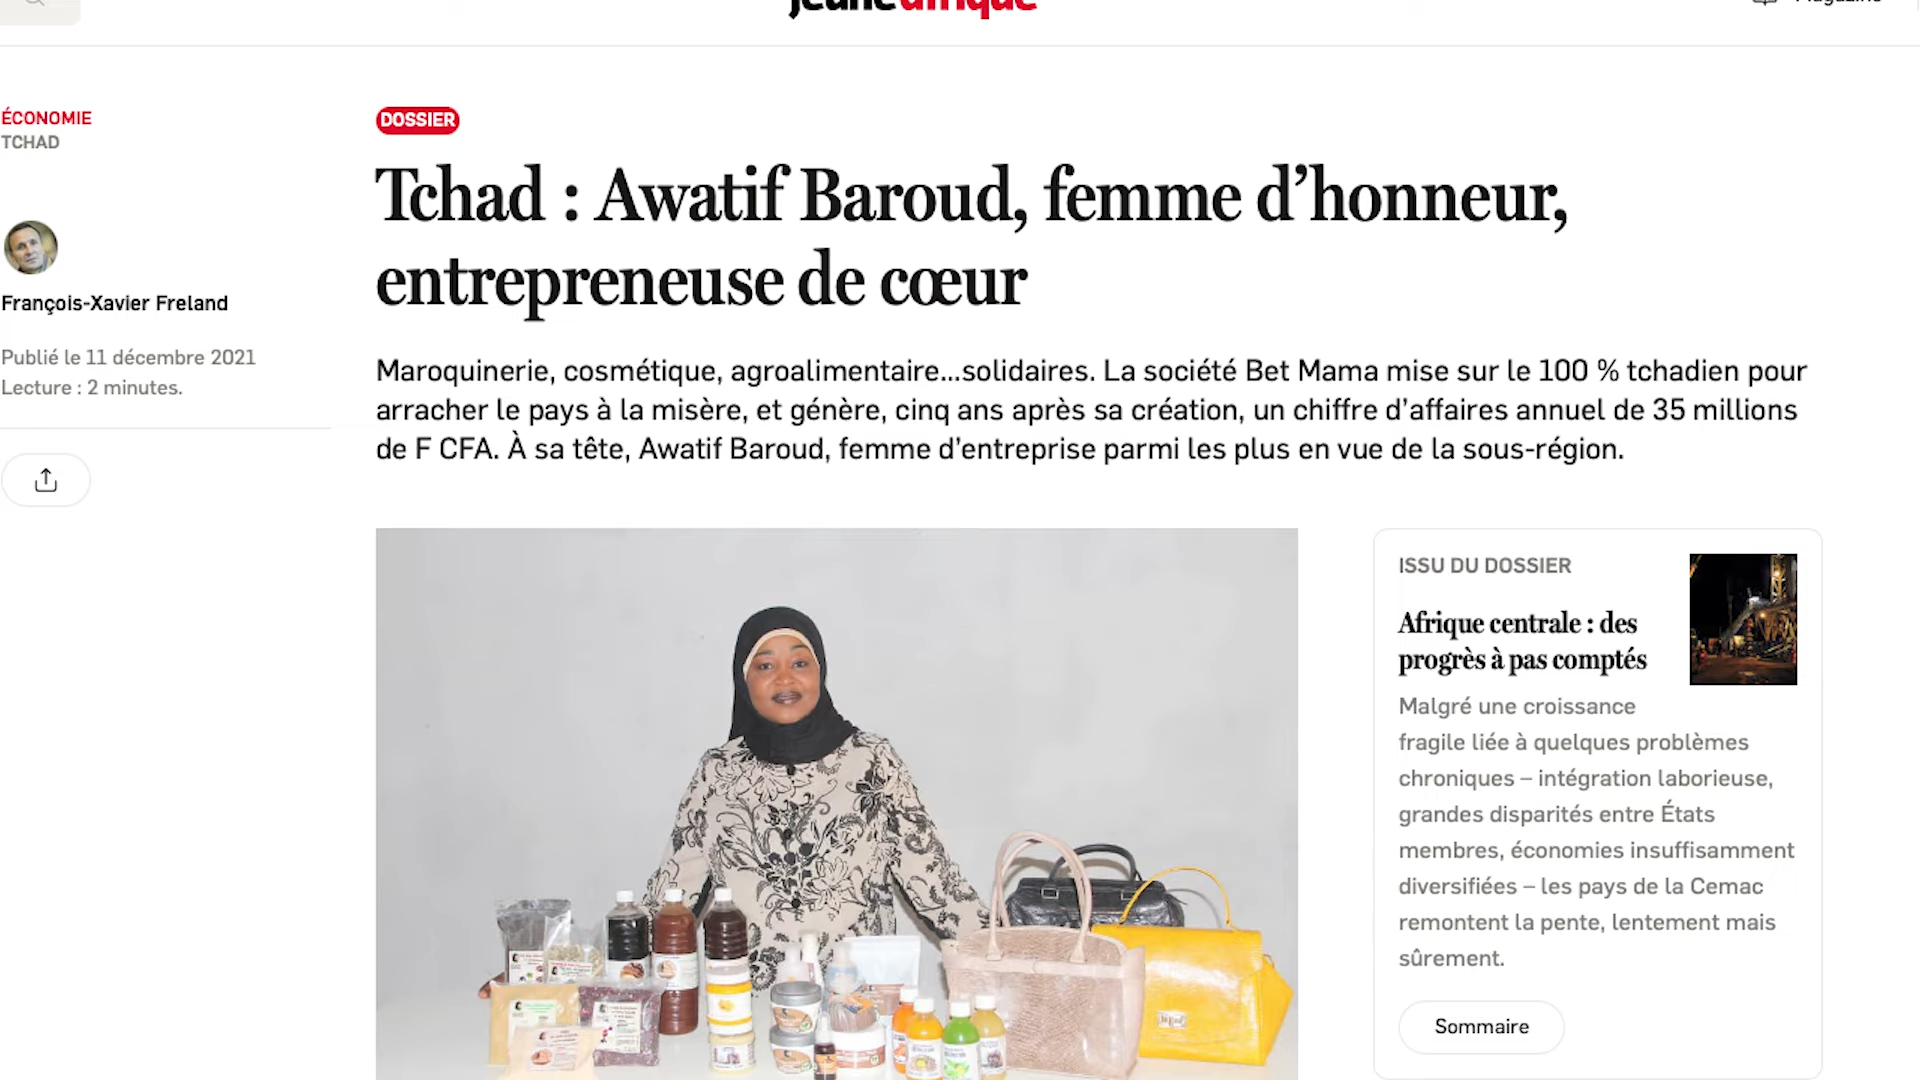 jeune afrique
Magazine
ÉCONOMIE
TCHAD
François-Xavier Freland
Publié le 11 décembre 2021
Lecture : 2 minutes.
DOSSIER
Tchad : Awatif Baroud, femme d’honneur,
entrepreneuse de cœur
Maroquinerie, cosmétique, agroalimentaire...solidaires. La société Bet Mama mise sur le 100 % tchadien pour
arracher le pays à la misère, et génère, cinq ans après sa création, un chiffre d’affaires annuel de 35 millions
de F CFA. À sa tête, Awatif Baroud, femme d’entreprise parmi les plus en vue de la sous-région.
ISSU DU DOSSIER
Afrique centrale : des
progrès à pas comptés
Malgré une croissance
fragile liée à quelques problèmes
chroniques – intégration laborieuse,
grandes disparités entre États
membres, économies insuffisamment
diversifiées – les pays de la Cemac
remontent la pente, lentement mais
sûrement.
Sommaire